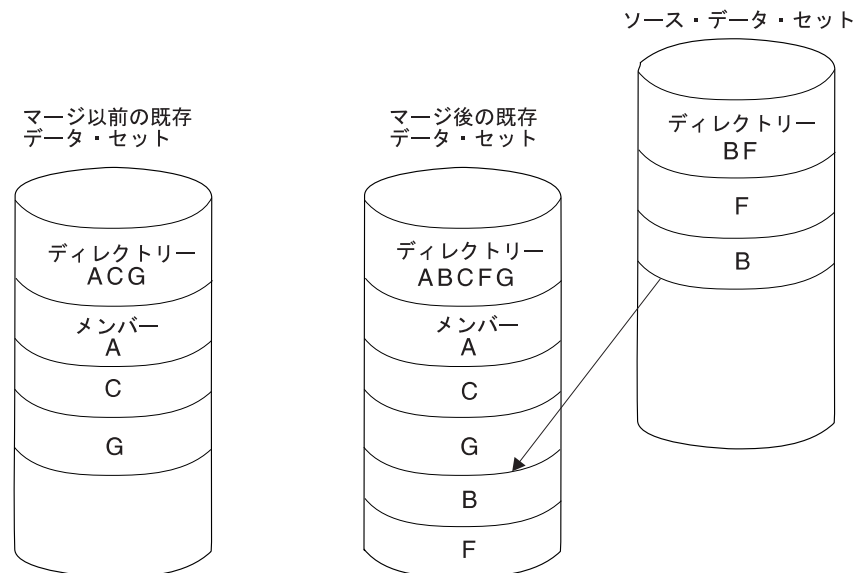 ソース・データ・セット
ディレクトリー
BF
F
B
マージ以前の既存
データ・セット
ディレクトリー
ACG
メンバー
A
C
G
マージ後の既存
データ・セット
ディレクトリー
ABCFG
メンバー
A
C
G
B
F